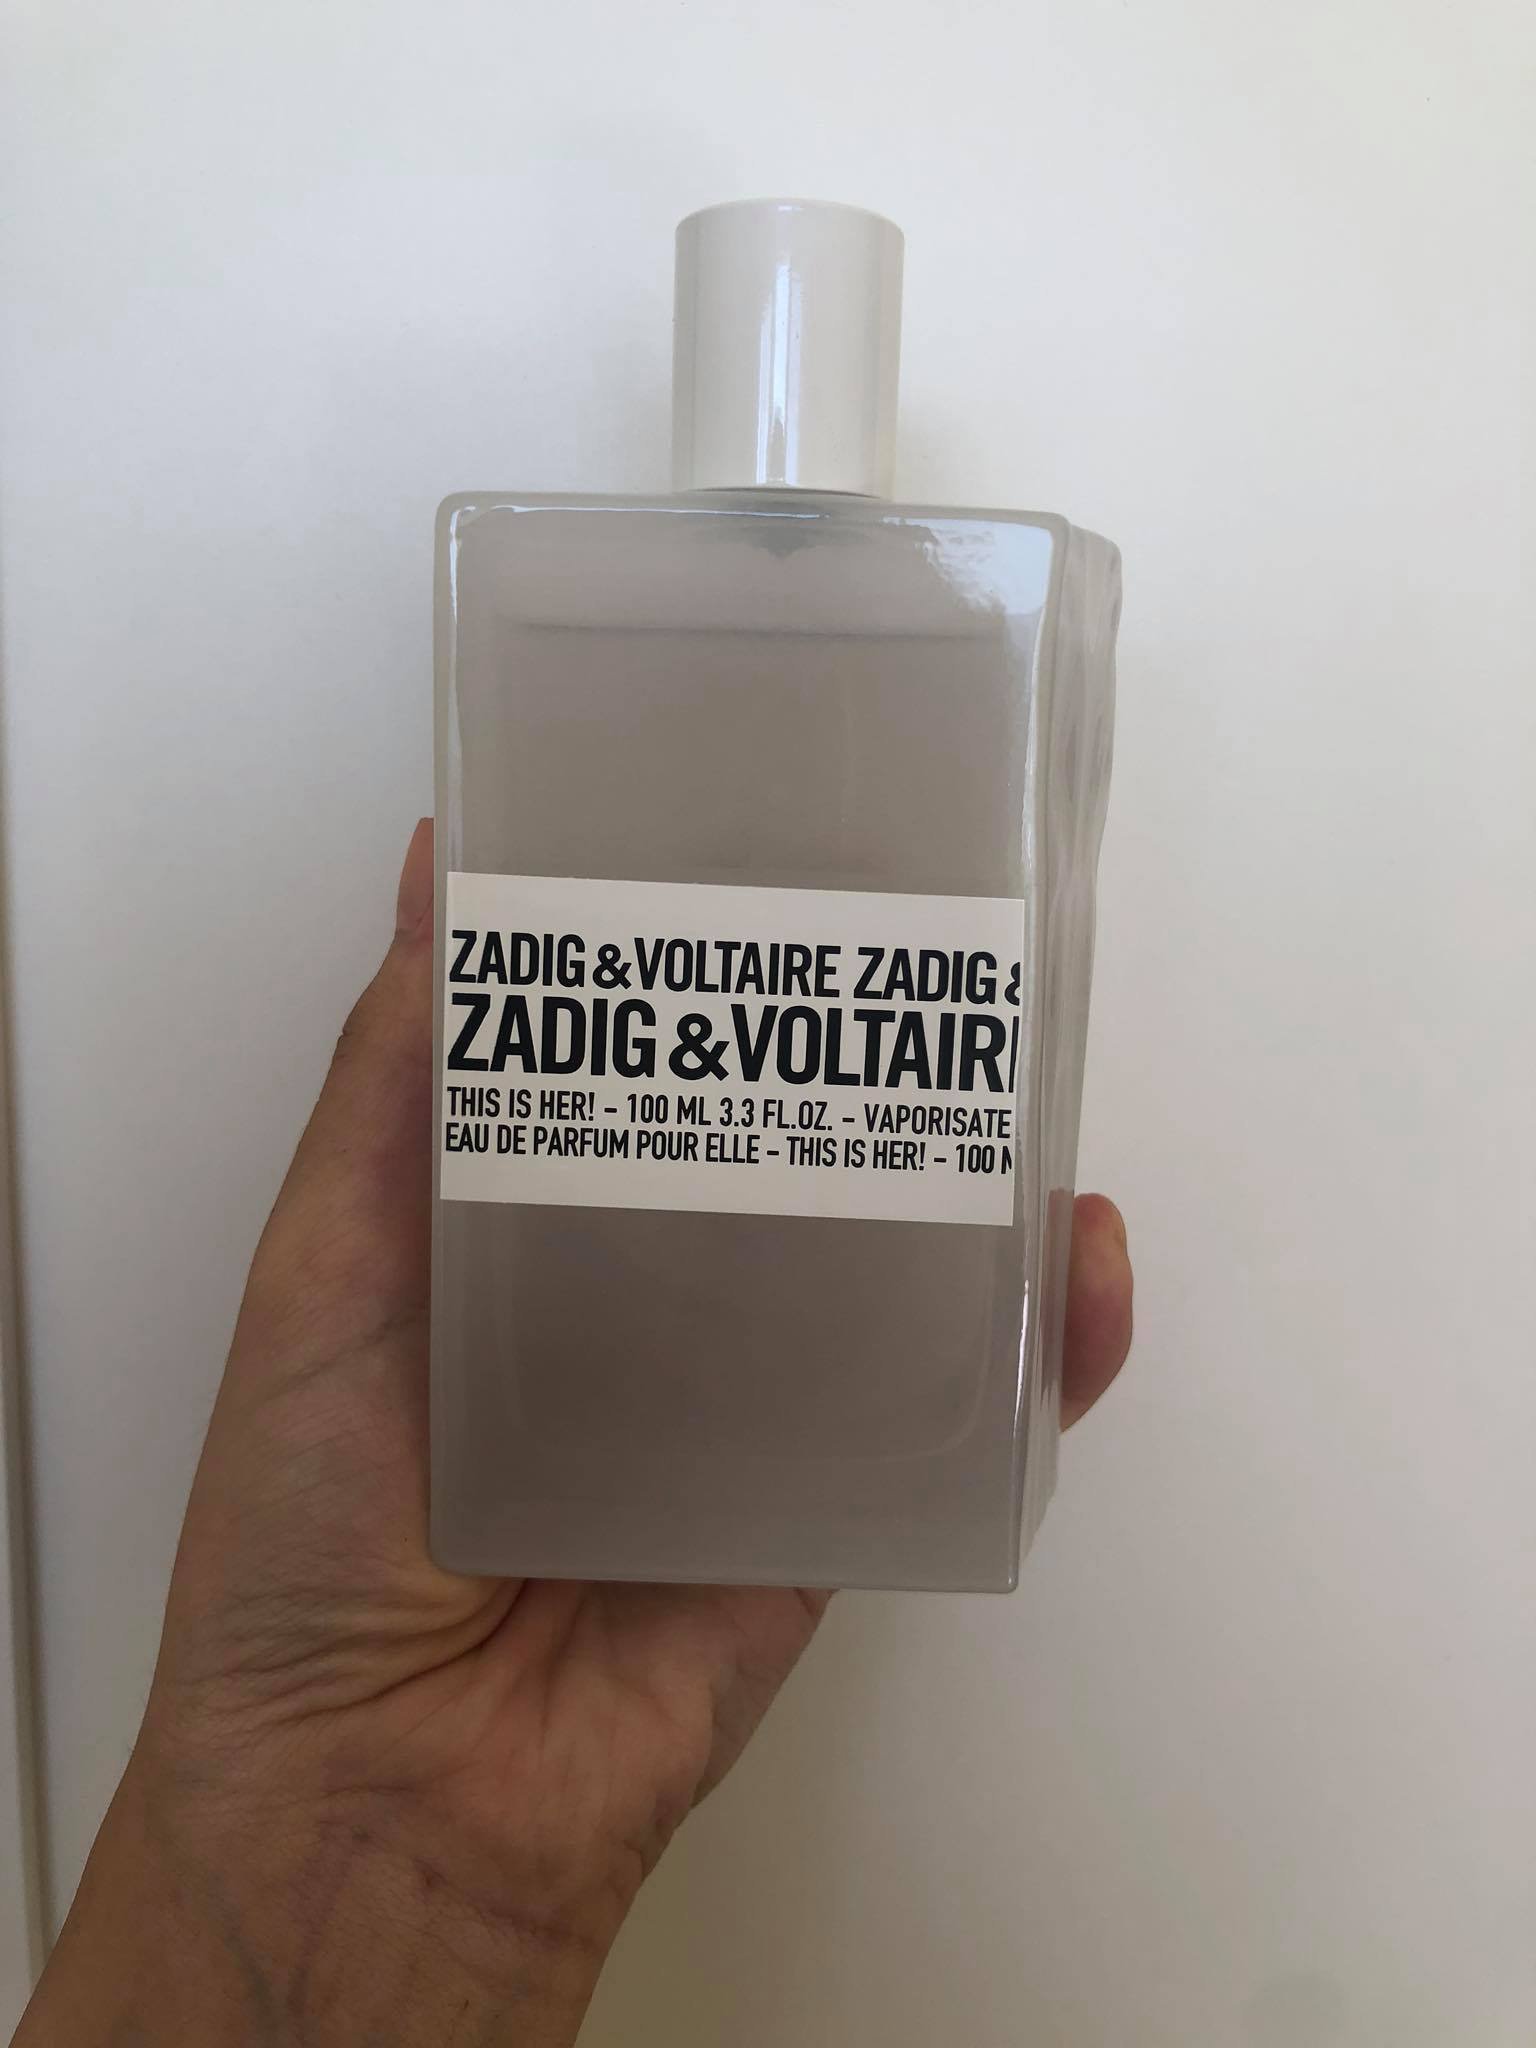 ZADIG&VOLTAIRE ZADIG &
ZADIG&VOLTAIR
THIS IS HER! – 100 ML 3.3 FL.OZ. – VAPORISATE
EAU DE PARFUM POUR ELLE – THIS IS HER! – 100 M